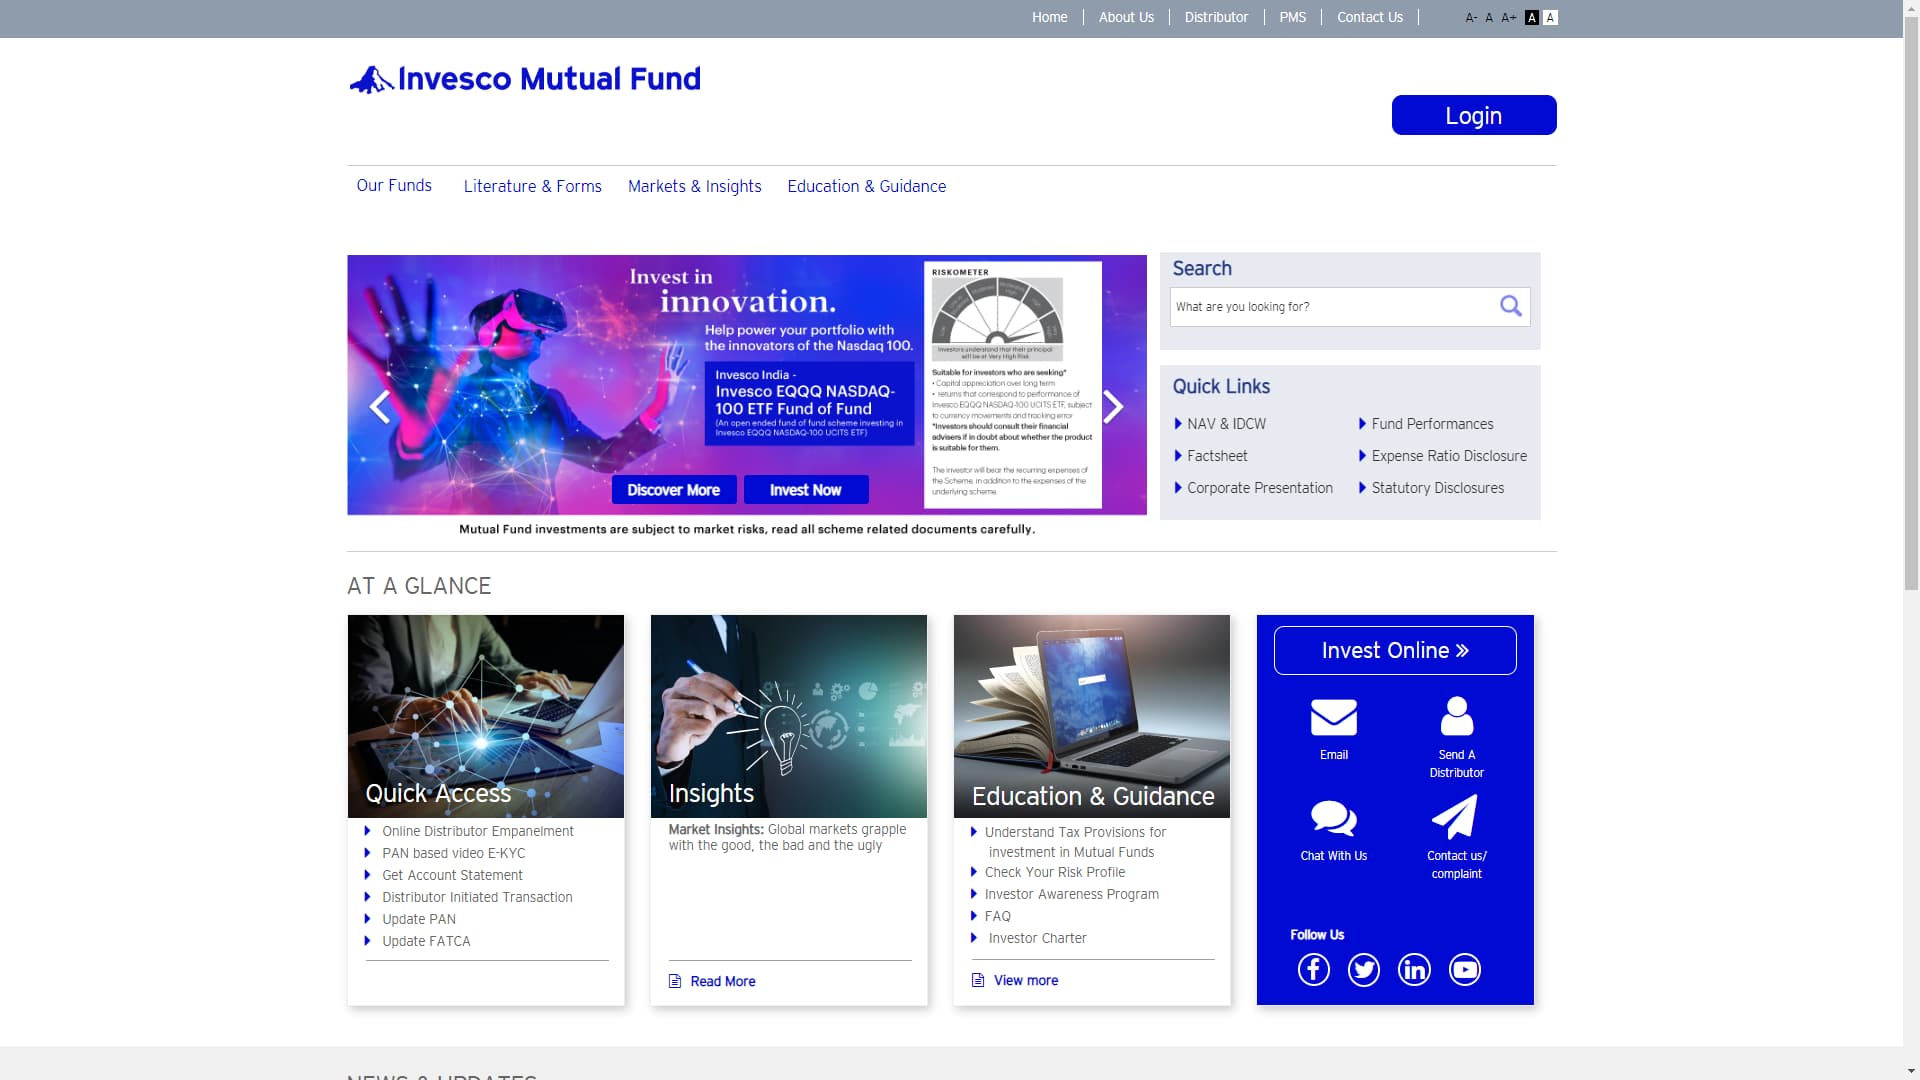 Home
About Us
Distributor
PMS
Contact Us
A- A A+ A A
Invesco Mutual Fund
Login
Our Funds
Literature & Forms
Markets & Insights
Education & Guidance
Invest in
innovation.
Help power your portfolio with
the innovators of the Nasdaq 100.
Invesco India -
Invesco EQQQ NASDAQ-
100 ETF Fund of Fund
(An open ended fund of fund scheme investing in
Invesco EQQQ NASDAQ-100 UCITS ETF)
Discover More
Invest Now
RISKOMETER
Investors understand that their principal
will be at Very High Risk
Suitable for investors who are seeking*
• Capital appreciation over long term
• returns that correspond to performance of
Invesco EQQQ NASDAQ-100 UCITS ETF, subject
to currency movements and tracking error
*Investors should consult their financial
advisers if in doubt about whether the product
is suitable for them.
The investor will bear the recurring expenses of
the Scheme, in addition to the expenses of the
underlying scheme.
Mutual Fund investments are subject to market risks, read all scheme related documents carefully.
Search
What are you looking for?
Quick Links
NAV & IDCW
Fund Performances
Factsheet
Expense Ratio Disclosure
Corporate Presentation
Statutory Disclosures
AT A GLANCE
Quick Access
Online Distributor Empanelment
PAN based video E-KYC
Get Account Statement
Distributor Initiated Transaction
Update PAN
Update FATCA
Insights
Market Insights: Global markets grapple
with the good, the bad and the ugly
Read More
Education & Guidance
Understand Tax Provisions for
investment in Mutual Funds
Check Your Risk Profile
Investor Awareness Program
FAQ
Investor Charter
View more
Invest Online »
Email
Send A
Distributor
Chat With Us
Contact us/
complaint
Follow Us
NEWS & UPDATES